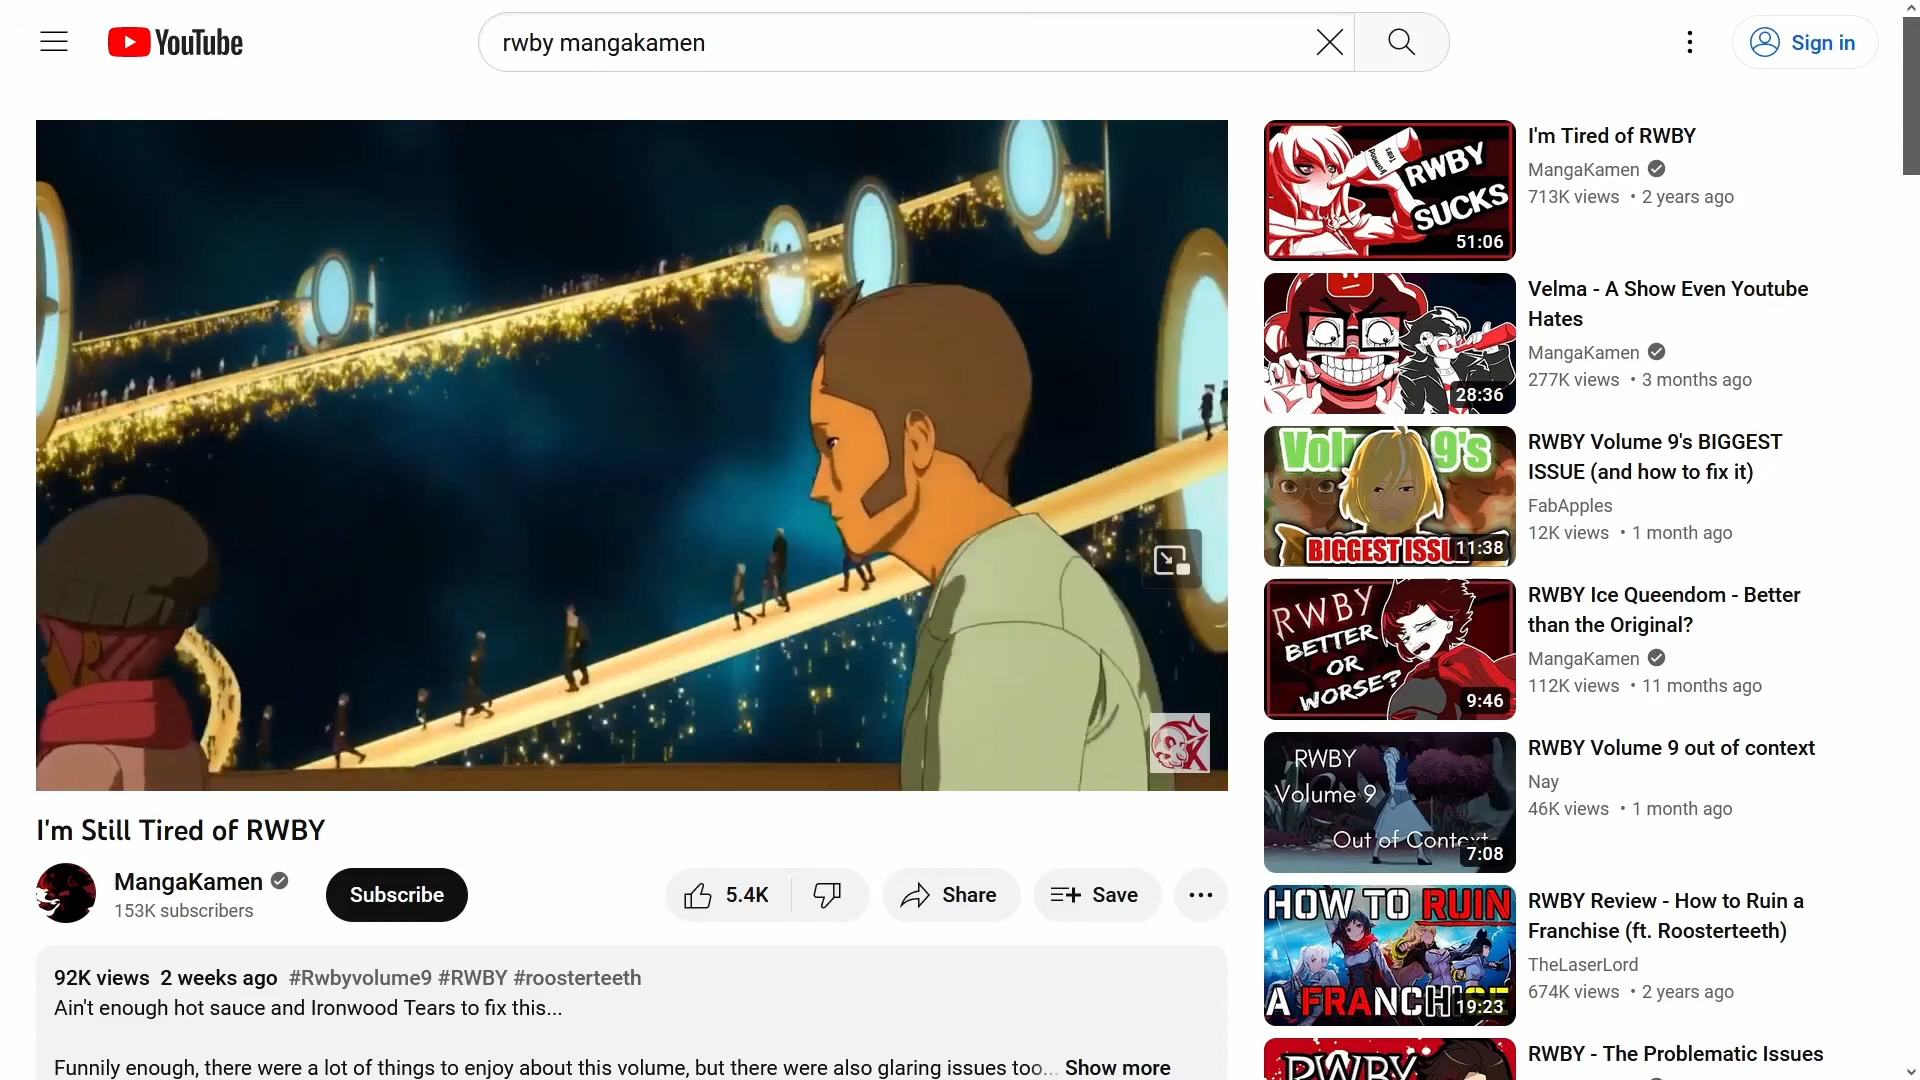 YouTube
rwby mangakamen
Sign in
I'm Still Tired of RWBY
MangaKamen
153K subscribers
Subscribe
5.4K
Share
Save
92K views 2 weeks ago #Rwbyvolume9 #RWBY #roosterteeth
Ain't enough hot sauce and Ironwood Tears to fix this...
Funnily enough, there were a lot of things to enjoy about this volume, but there were also glaring issues too... Show more
Ironwood
Tears
RWBY
SUCKS
51:06
I'm Tired of RWBY
MangaKamen
713K views • 2 years ago
28:36
Velma - A Show Even Youtube
Hates
MangaKamen
277K views • 3 months ago
9's
BIGGEST
11:38
RWBY Volume 9's BIGGEST
ISSUE (and how to fix it)
FabApples
12K views • 1 month ago
RWBY
BETTER
OR
WORSE?
9:46
RWBY Ice Queendom - Better
than the Original?
MangaKamen
112K views • 11 months ago
RWBY
Volume 9
Out of Context
7:08
RWBY Volume 9 out of context
Nay
46K views • 1 month ago
HOW TO RUIN
A FRANCHISE
19:23
RWBY Review - How to Ruin a
Franchise (ft. Roosterteeth)
TheLaserLord
674K views • 2 years ago
RWBY
RWBY - The Problematic Issues